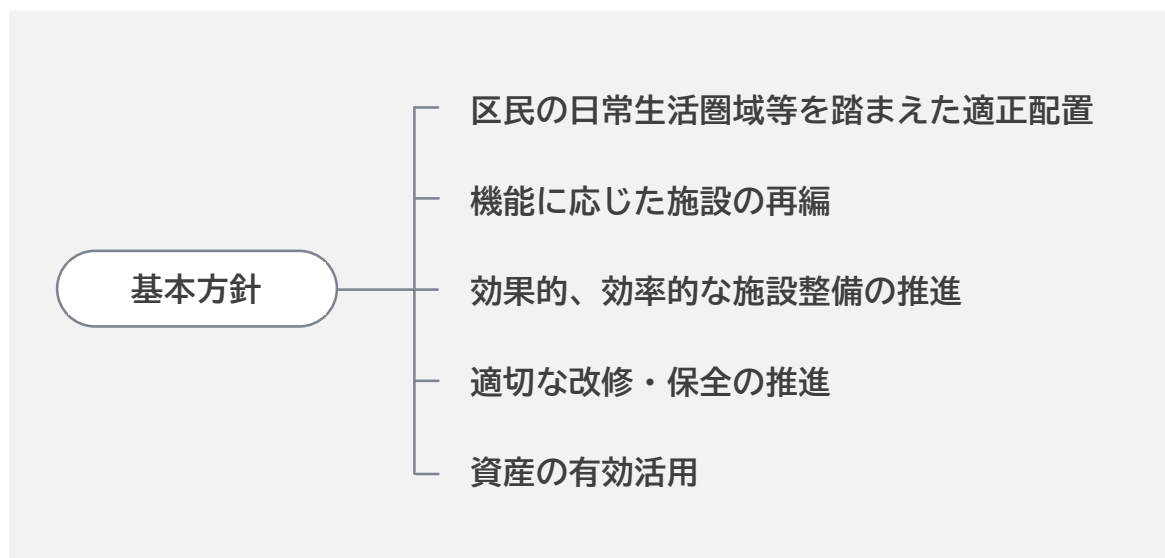 基本方針
区民の日常生活圏域等を踏まえた適正配置
機能に応じた施設の再編
効果的、効率的な施設整備の推進
適切な改修・保全の推進
資産の有効活用